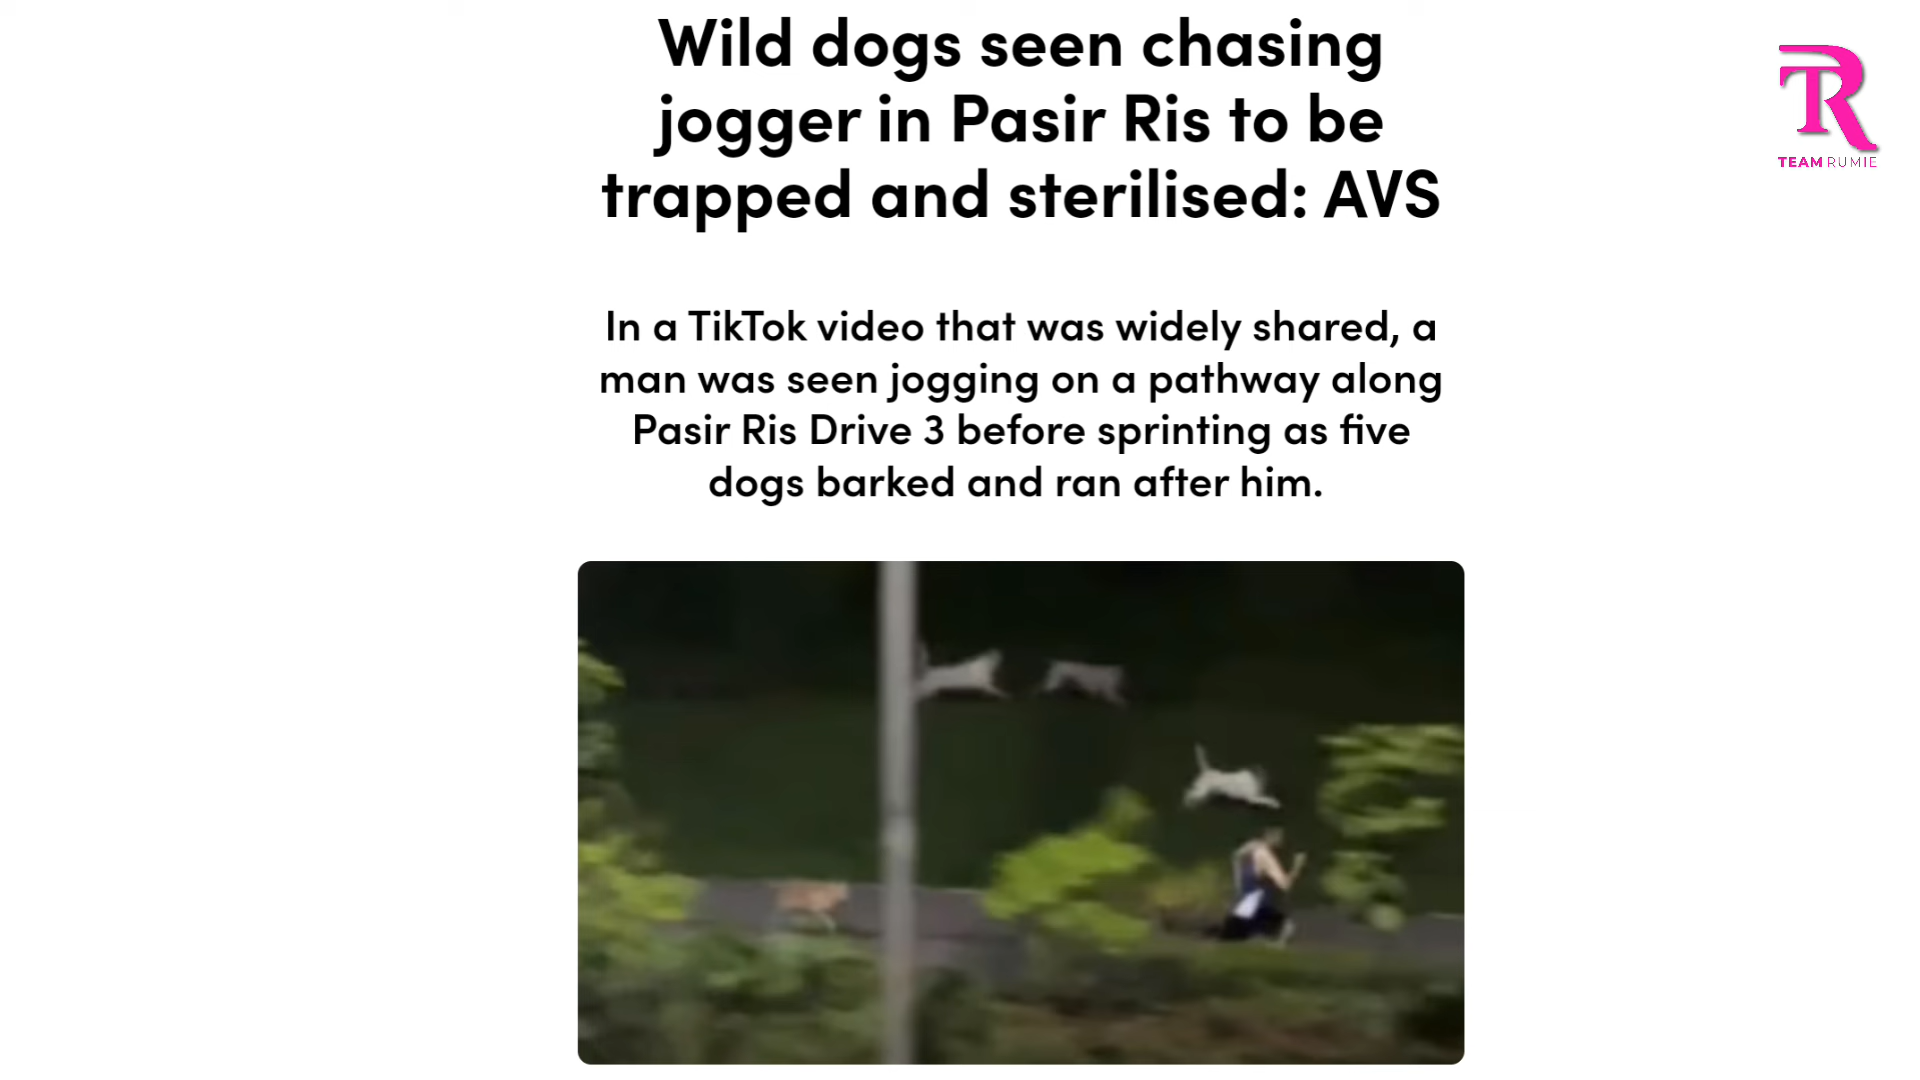 Wild dogs seen chasing
jogger in Pasir Ris to be
trapped and sterilised: AVS
In a TikTok video that was widely shared, a
man was seen jogging on a pathway along
Pasir Ris Drive 3 before sprinting as five
dogs barked and ran after him.
TR
TEAM RUMIE